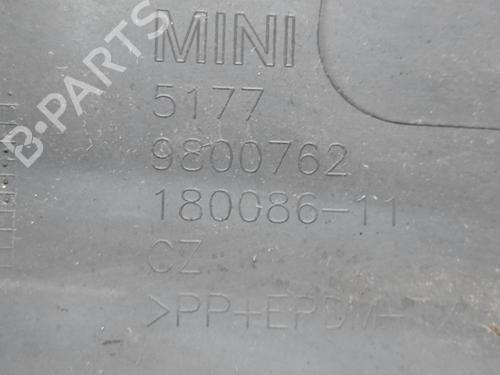 B-PARTS
MINI
5177
9800762
180086-11
CZ
>PP+EPDM-